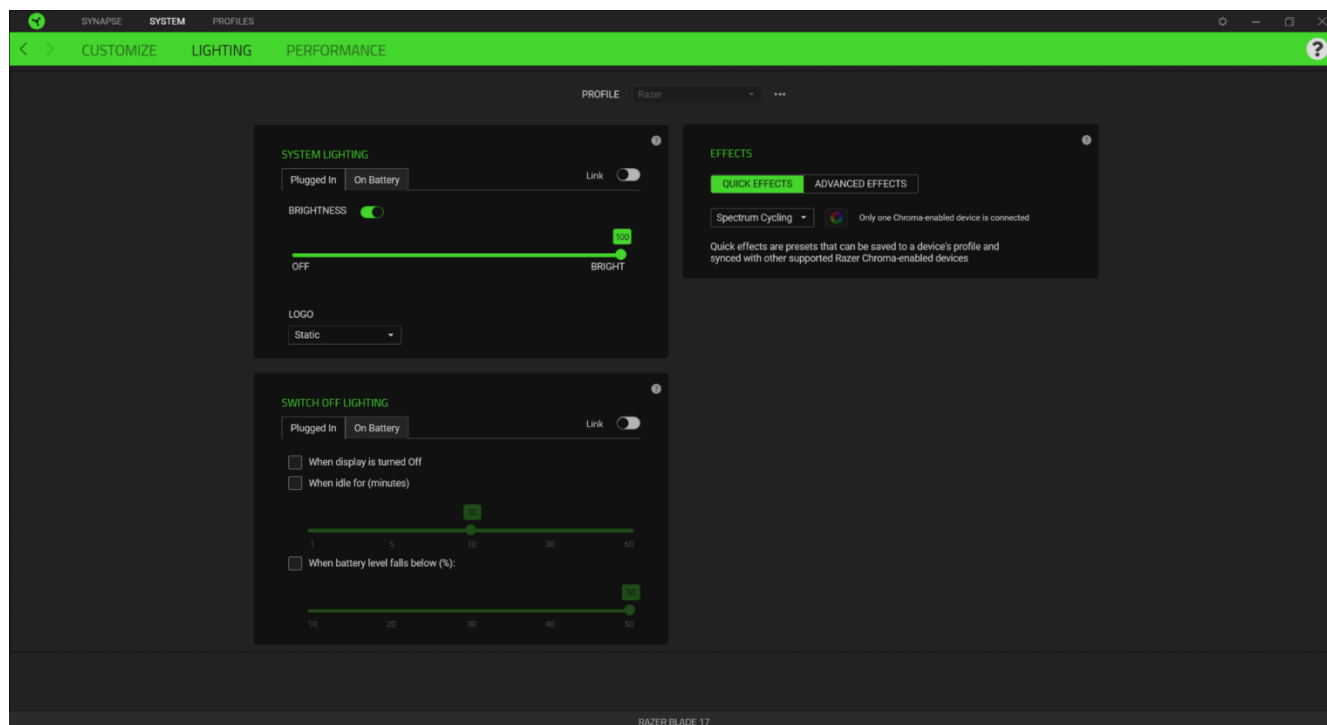 SYNAPSE SYSTEM PROFILES
CUSTOMIZE LIGHTING PERFORMANCE ?
PROFILE Razer
SYSTEM LIGHTING
Plugged In On Battery Link
BRIGHTNESS
100
OFF BRIGHT
LOGO
Static
SWITCH OFF LIGHTING
Plugged In On Battery Link
When display is turned Off
When idle for (minutes)
10
1 5 10 30 60
When battery level falls below (%):
50
10 20 30 40 50
EFFECTS
QUICK EFFECTS ADVANCED EFFECTS
Spectrum Cycling Only one Chroma-enabled device is connected
Quick effects are presets that can be saved to a device's profile and
synced with other supported Razer Chroma-enabled devices
RAZER BLADE 17